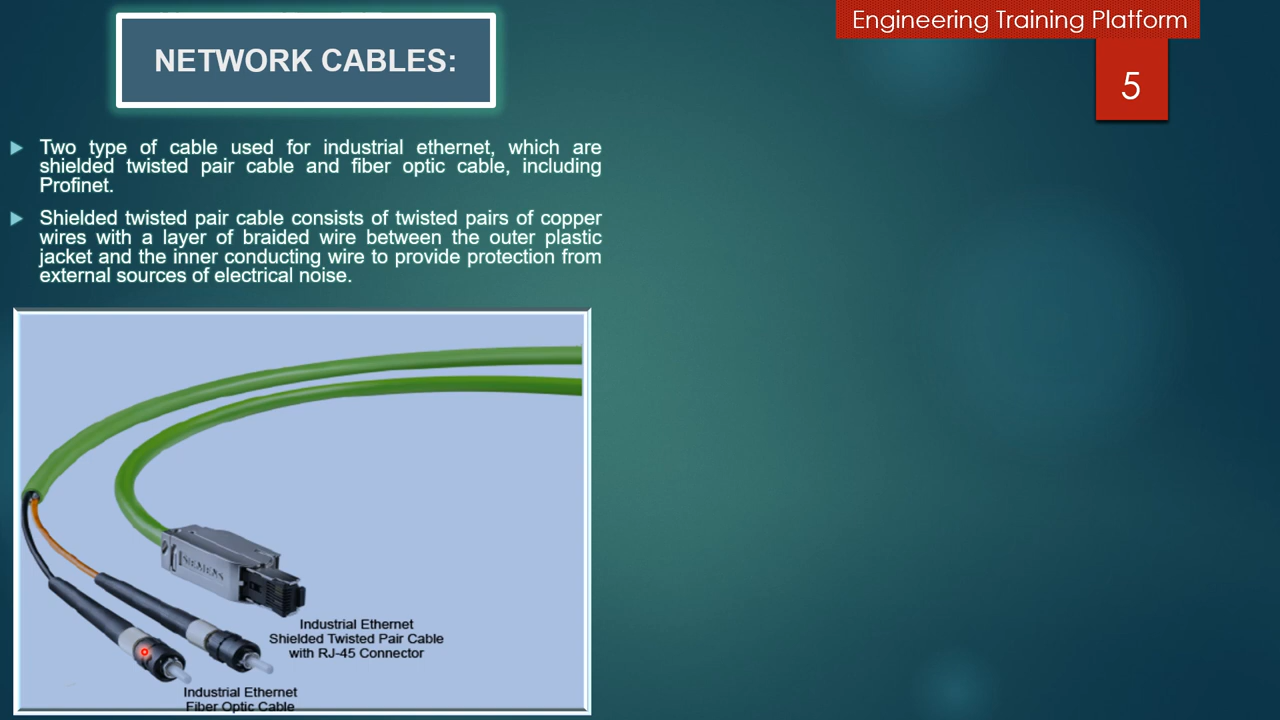 Engineering Training Platform
5
NETWORK CABLES:
Two type of cable used for industrial ethernet, which are
shielded twisted pair cable and fiber optic cable, including
Profinet.
Shielded twisted pair cable consists of twisted pairs of copper
wires with a layer of braided wire between the outer plastic
jacket and the inner conducting wire to provide protection from
external sources of electrical noise.
SIEMENS
Industrial Ethernet
Shielded Twisted Pair Cable
with RJ-45 Connector
Industrial Ethernet
Fiber Optic Cable